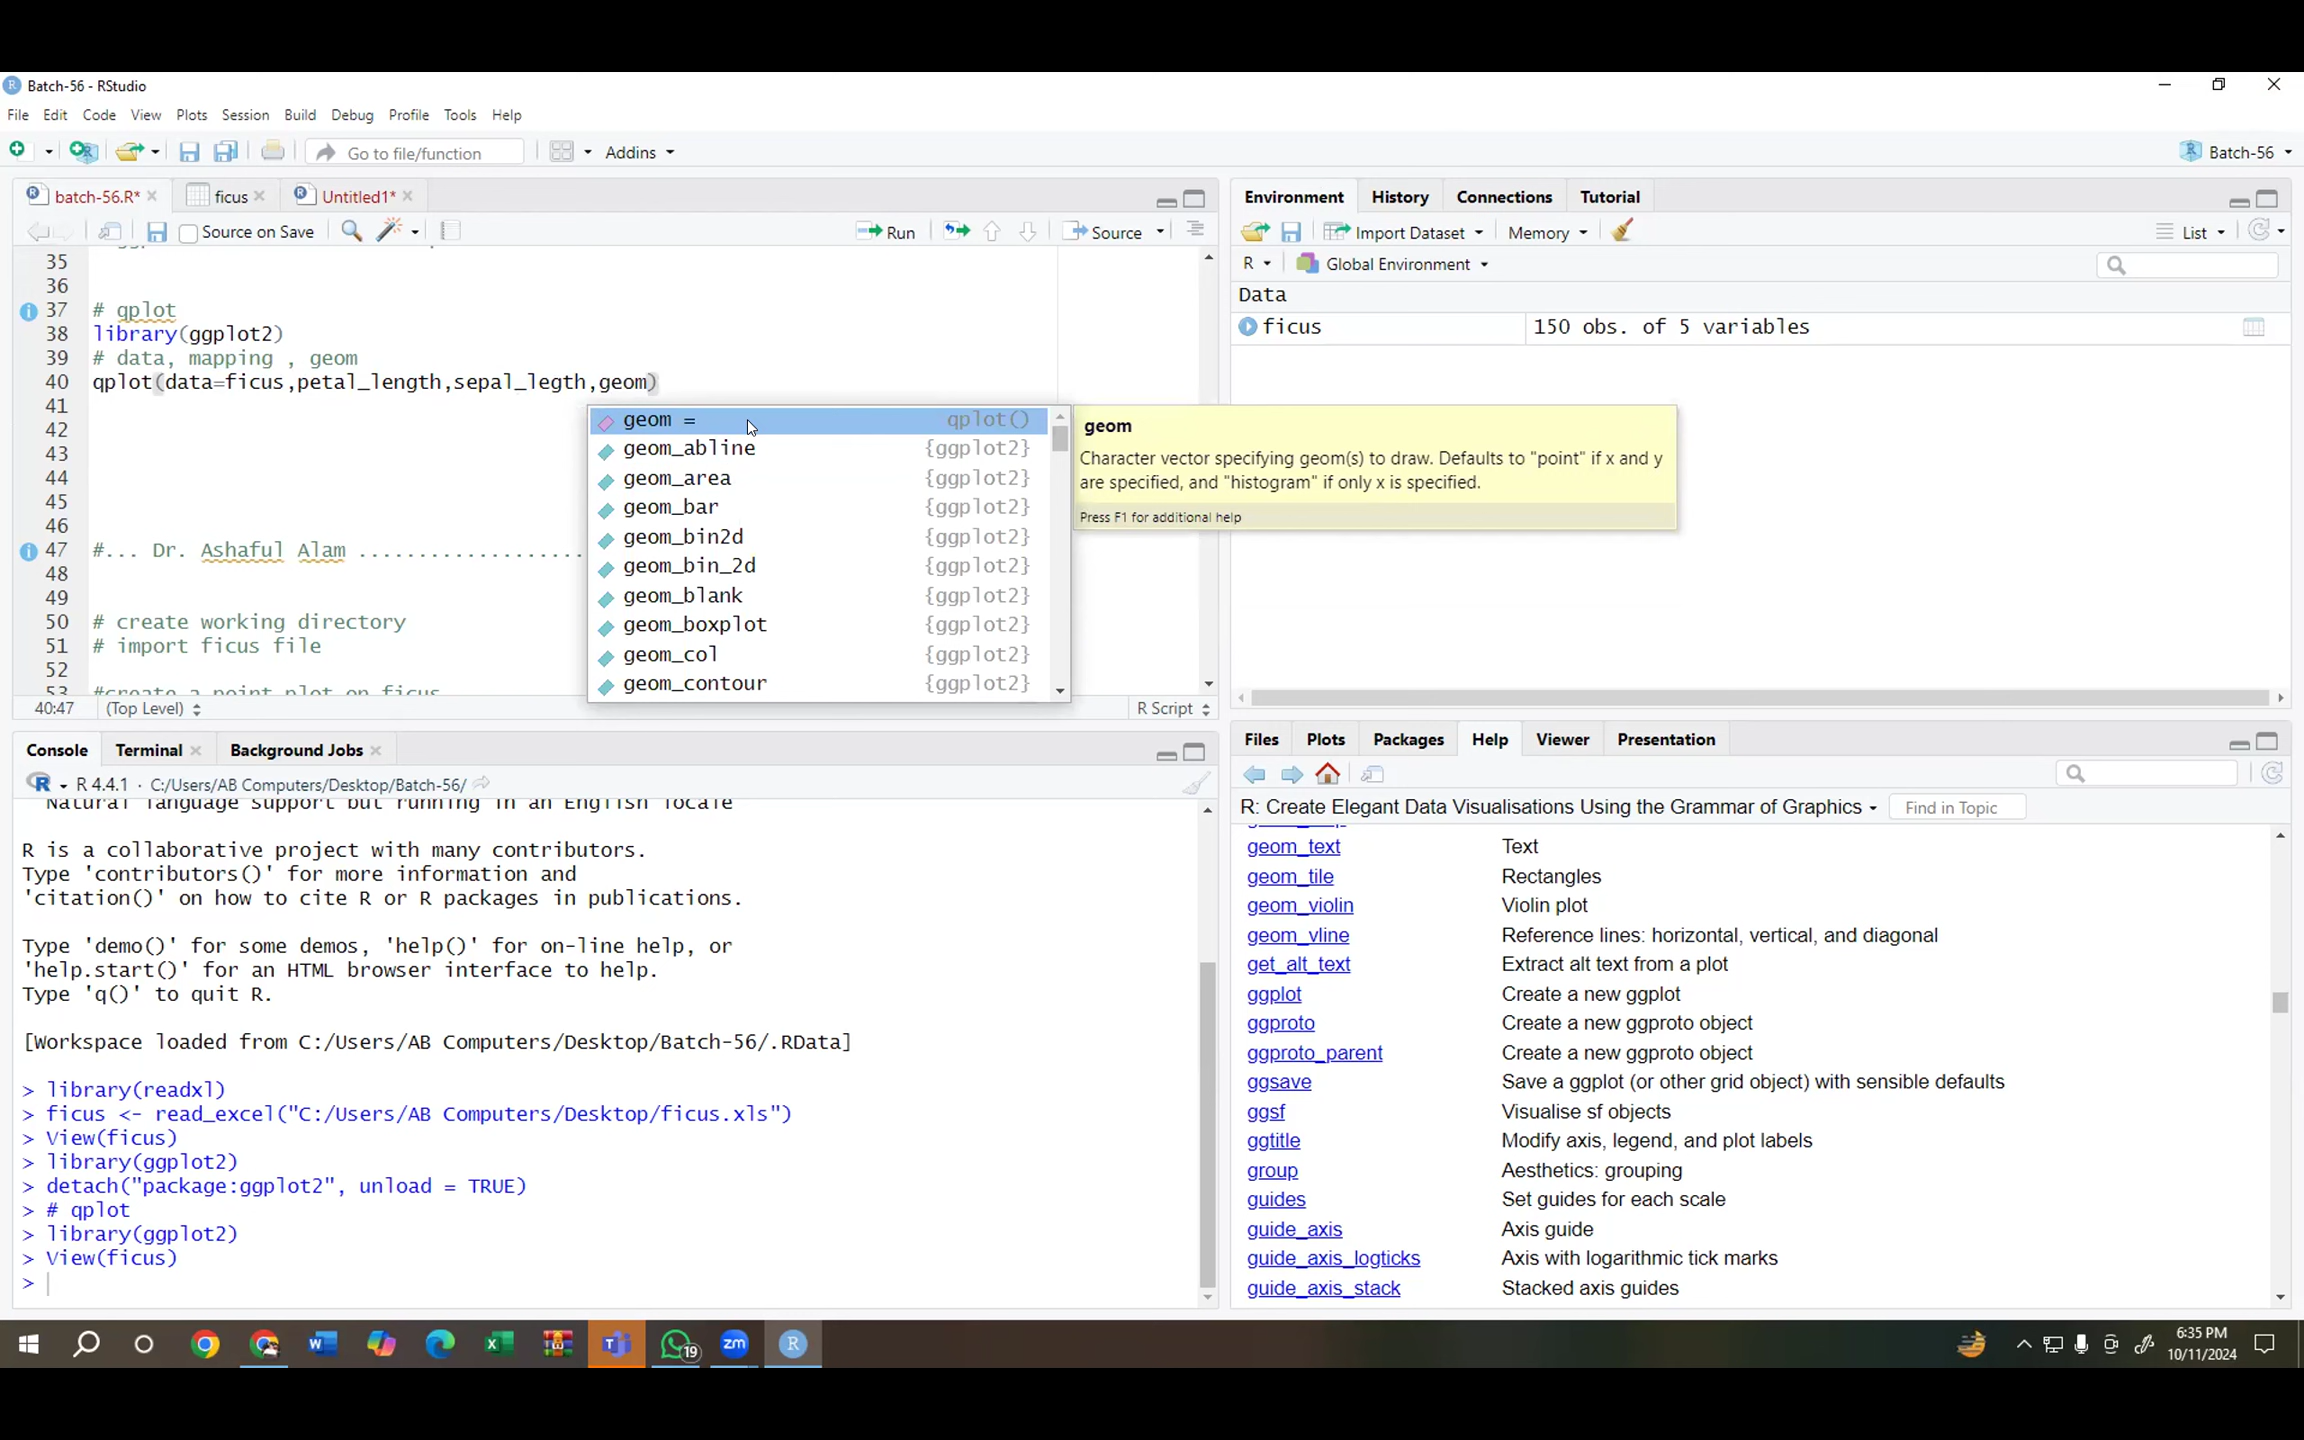 Batch-56 - RStudio
File Edit Code View Plots Session Build Debug Profile Tools Help
Go to file/function Addins Batch-56
batch-56.R* ficus Untitled1*
Source on Save Run Source
35
36
37 # qplot
38 library(ggplot2)
39 # data, mapping , geom
40 qplot(data=ficus,petal_length,sepal_legth,geom)
41
42
43
44
45
46
47 #... Dr. Ashaful Alam ...................
48
49
50 # create working directory
51 # import ficus file
52
53 #create a point plot on ficus
geom = qplot()
geom_abline {ggplot2}
geom_area {ggplot2}
geom_bar {ggplot2}
geom_bin2d {ggplot2}
geom_bin_2d {ggplot2}
geom_blank {ggplot2}
geom_boxplot {ggplot2}
geom_col {ggplot2}
geom_contour {ggplot2}
geom
Character vector specifying geom(s) to draw. Defaults to "point" if x and y
are specified, and "histogram" if only x is specified.
Press F1 for additional help
40:47 (Top Level) R Script
Console Terminal Background Jobs
R 4.4.1 · C:/Users/AB Computers/Desktop/Batch-56/
Natural language support but running in an English locale
R is a collaborative project with many contributors.
Type 'contributors()' for more information and
'citation()' on how to cite R or R packages in publications.
Type 'demo()' for some demos, 'help()' for on-line help, or
'help.start()' for an HTML browser interface to help.
Type 'q()' to quit R.
[Workspace loaded from C:/Users/AB Computers/Desktop/Batch-56/.RData]
> library(readxl)
> ficus <- read_excel("C:/Users/AB Computers/Desktop/ficus.xls")
> View(ficus)
> library(ggplot2)
> detach("package:ggplot2", unload = TRUE)
> # qplot
> library(ggplot2)
> View(ficus)
>
Environment History Connections Tutorial
Import Dataset Memory List
R Global Environment
Data
ficus 150 obs. of 5 variables
Files Plots Packages Help Viewer Presentation
R: Create Elegant Data Visualisations Using the Grammar of Graphics Find in Topic
geom_text Text
geom_tile Rectangles
geom_violin Violin plot
geom_vline Reference lines: horizontal, vertical, and diagonal
get_alt_text Extract alt text from a plot
ggplot Create a new ggplot
ggproto Create a new ggproto object
ggproto_parent Create a new ggproto object
ggsave Save a ggplot (or other grid object) with sensible defaults
ggsf Visualise sf objects
ggtitle Modify axis, legend, and plot labels
group Aesthetics: grouping
guides Set guides for each scale
guide_axis Axis guide
guide_axis_logticks Axis with logarithmic tick marks
guide_axis_stack Stacked axis guides
19 zm
6:35 PM
10/11/2024